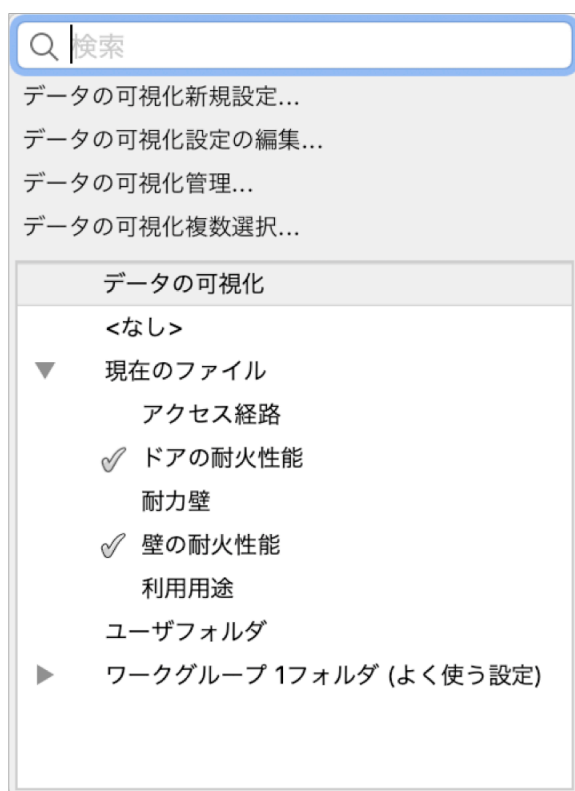 検索
データの可視化新規設定...
データの可視化設定の編集...
データの可視化管理...
データの可視化複数選択...
データの可視化
<なし>
現在のファイル
アクセス経路
ドアの耐火性能
耐力壁
壁の耐火性能
利用用途
ユーザフォルダ
ワークグループ 1フォルダ (よく使う設定)